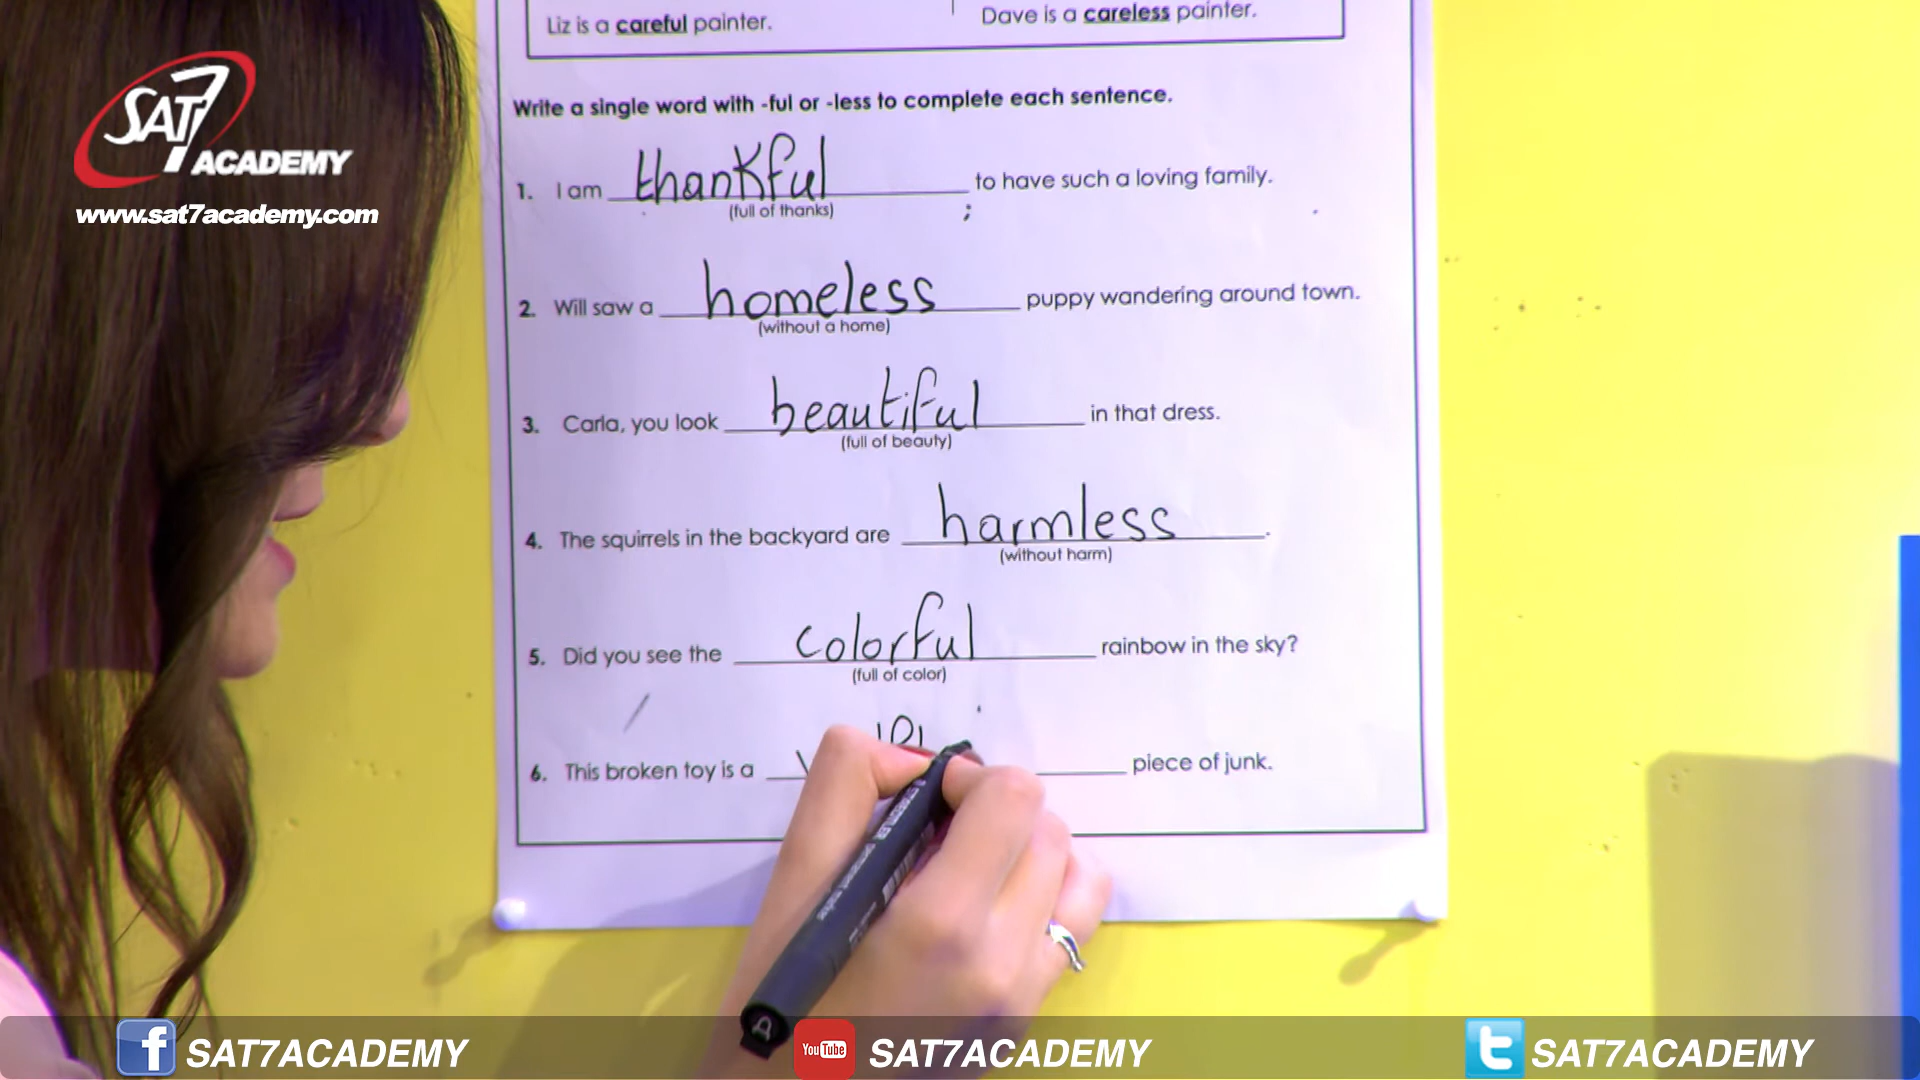 Liz is a careful painter.
Dave is a careless painter.
SAT7 ACADEMY
www.sat7academy.com
Write a single word with -ful or -less to complete each sentence.
1. I am thankful to have such a loving family.
(full of thanks)
2. Will saw a homeless puppy wandering around town.
(without a home)
3. Carla, you look beautiful in that dress.
(full of beauty)
4. The squirrels in the backyard are harmless.
(without harm)
5. Did you see the colorful rainbow in the sky?
(full of color)
6. This broken toy is a piece of junk.
STAEDTLER
f SAT7ACADEMY
YouTube SAT7ACADEMY
t SAT7ACADEMY